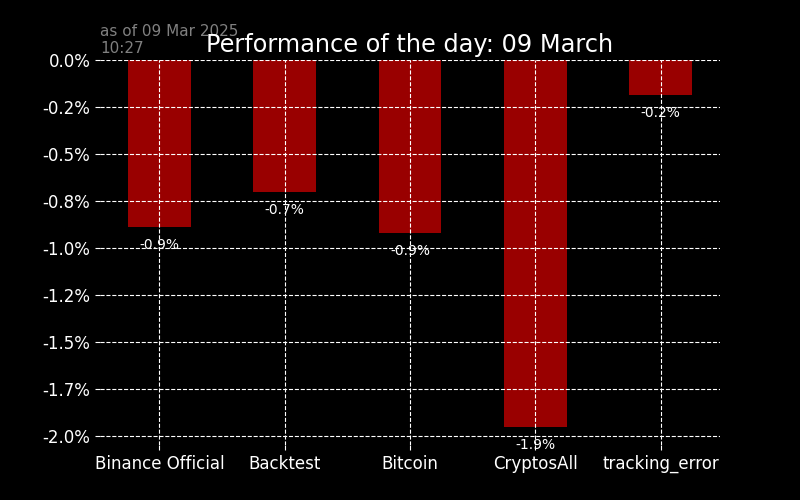 as of 09 Mar 2025
10:27
Performance of the day: 09 March
0.0%
-0.2%
-0.5%
-0.8%
-1.0%
-1.2%
-1.5%
-1.7%
-2.0%
-0.9%
-0.7%
-0.9%
-1.9%
-0.2%
Binance Official
Backtest
Bitcoin
CryptosAll
tracking_error